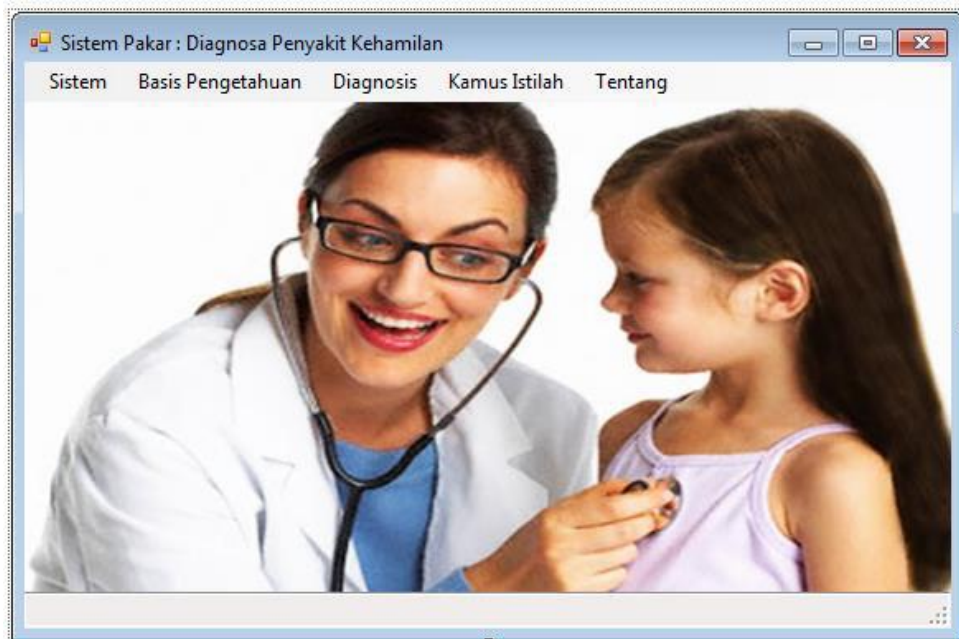 Sistem Pakar : Diagnosa Penyakit Kehamilan
Sistem Basis Pengetahuan Diagnosis Kamus Istilah Tentang